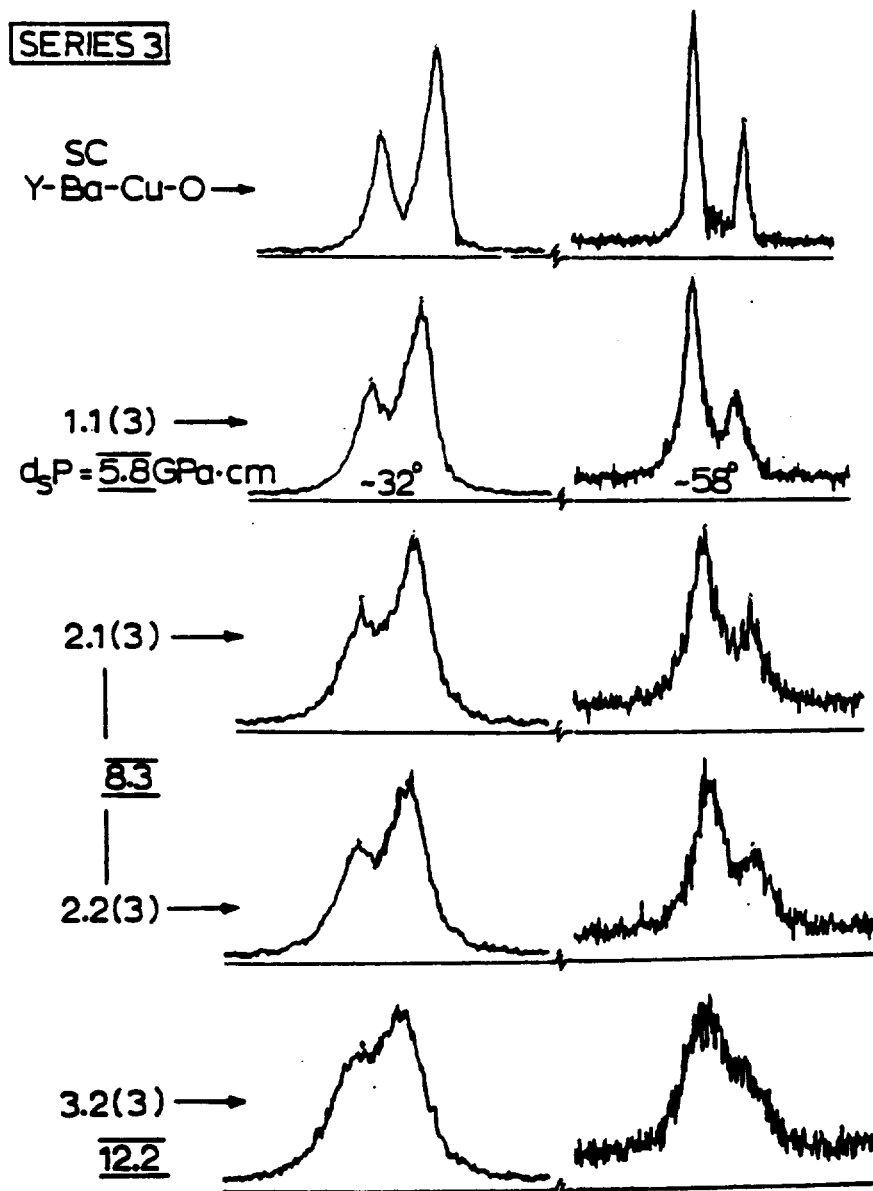 SERIES 3
SC
Y-Ba-Cu-O
1.1(3)
dsP = 5.8 GPa·cm
~32°
~58°
2.1(3)
8.3
2.2(3)
3.2(3)
12.2